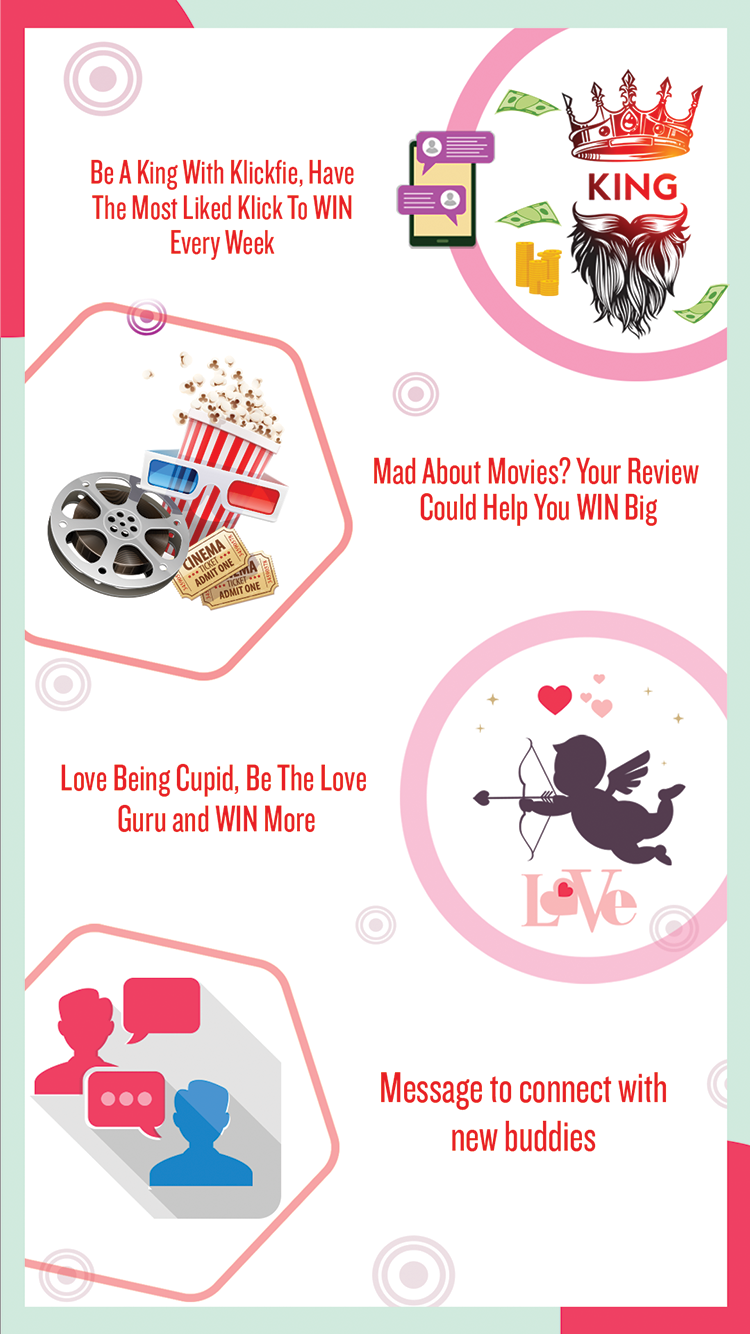 Be A King With Klickfie, Have
The Most Liked Klick To WIN
Every Week
KING
CINEMA
TICKET
ADMIT ONE
EMA
TICKET
ADMIT ONE
Mad About Movies? Your Review
Could Help You WIN Big
Love Being Cupid, Be The Love
Guru and WIN More
LoVe
Message to connect with
new buddies